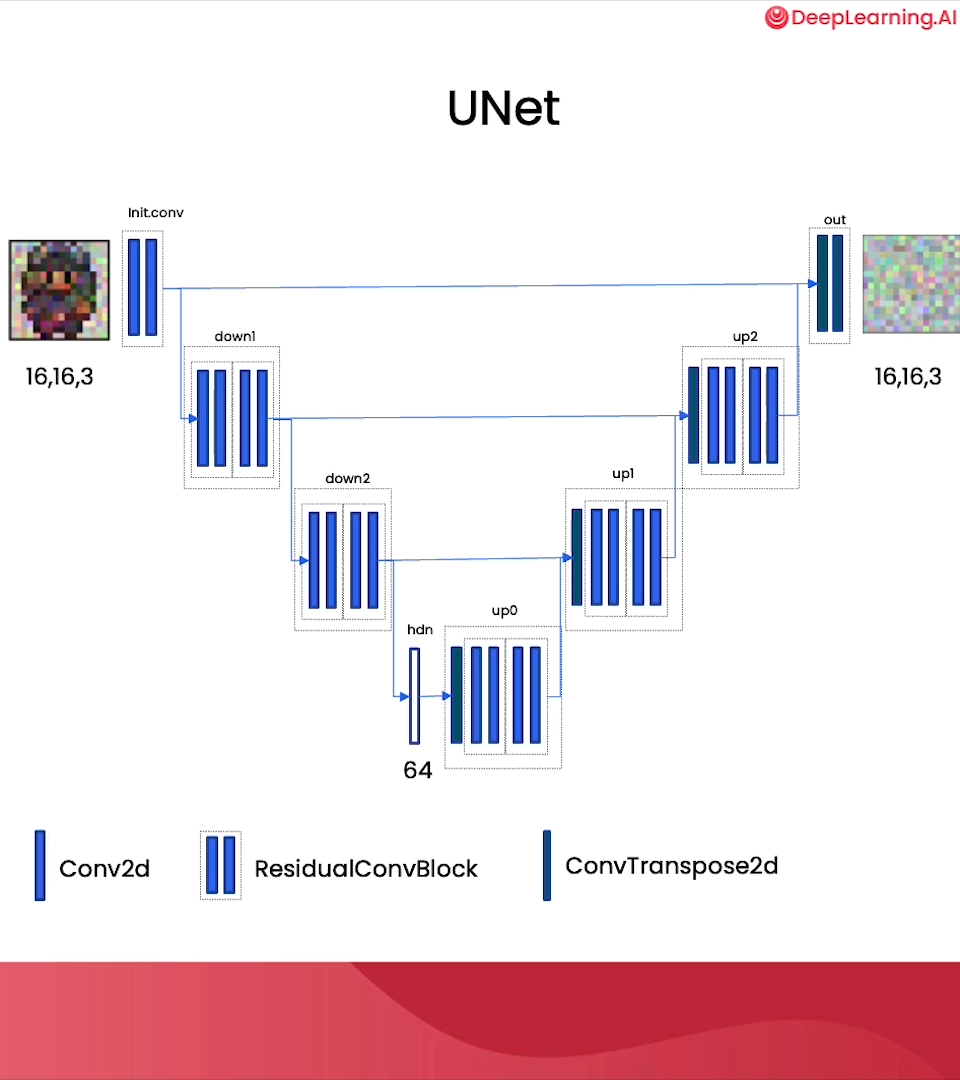 DeepLearning.AI
UNet
Init.conv
out
16,16,3
down1
up2
16,16,3
down2
up1
hdn
up0
64
Conv2d
ResidualConvBlock
ConvTranspose2d